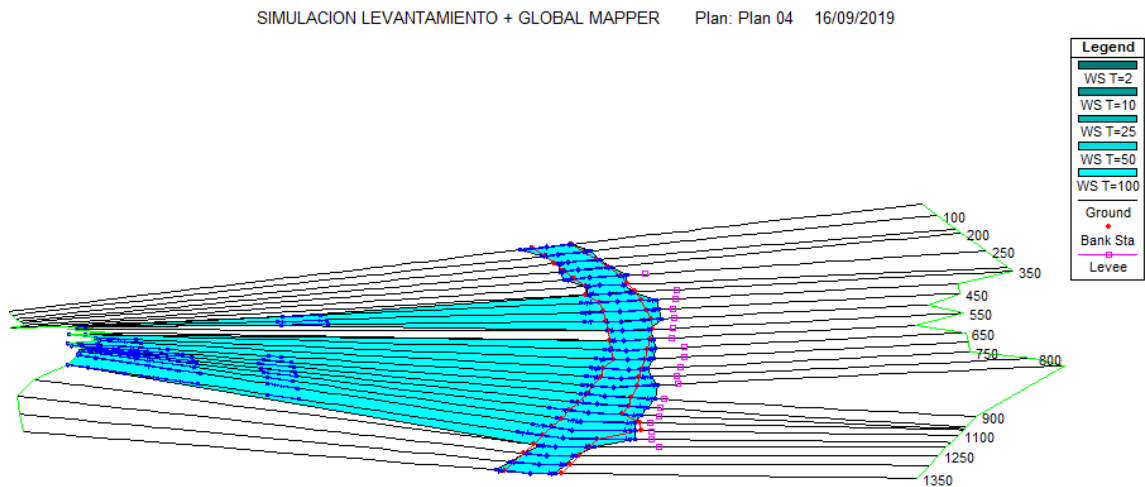 SIMULACION LEVANTAMIENTO + GLOBAL MAPPER Plan: Plan 04 16/09/2019
Legend
WS T=2
WS T=10
WS T=25
WS T=50
WS T=100
Ground
Bank Sta
Levee
100
200
250
350
450
550
650
750
800
900
1100
1250
1350